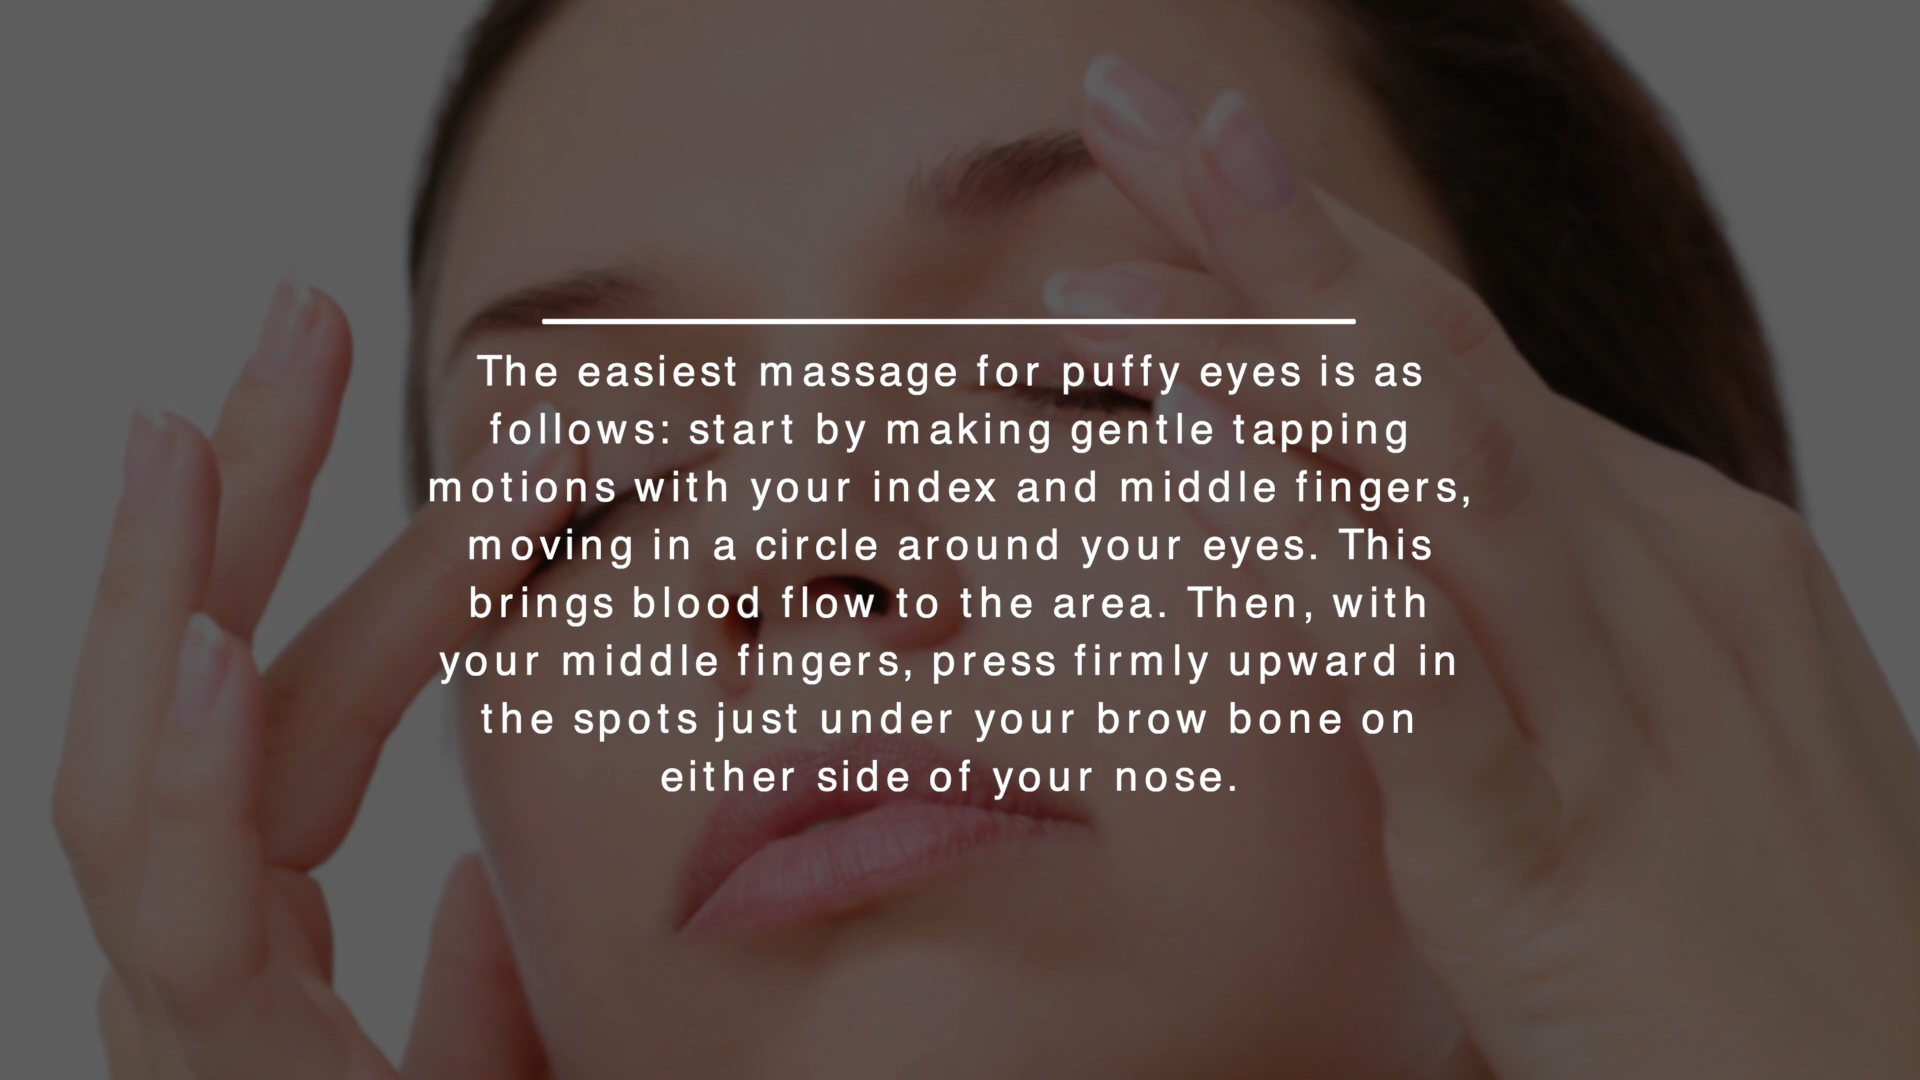 The easiest massage for puffy eyes is as
follows: start by making gentle tapping
motions with your index and middle fingers,
moving in a circle around your eyes. This
brings blood flow to the area. Then, with
your middle fingers, press firmly upward in
the spots just under your brow bone on
either side of your nose.